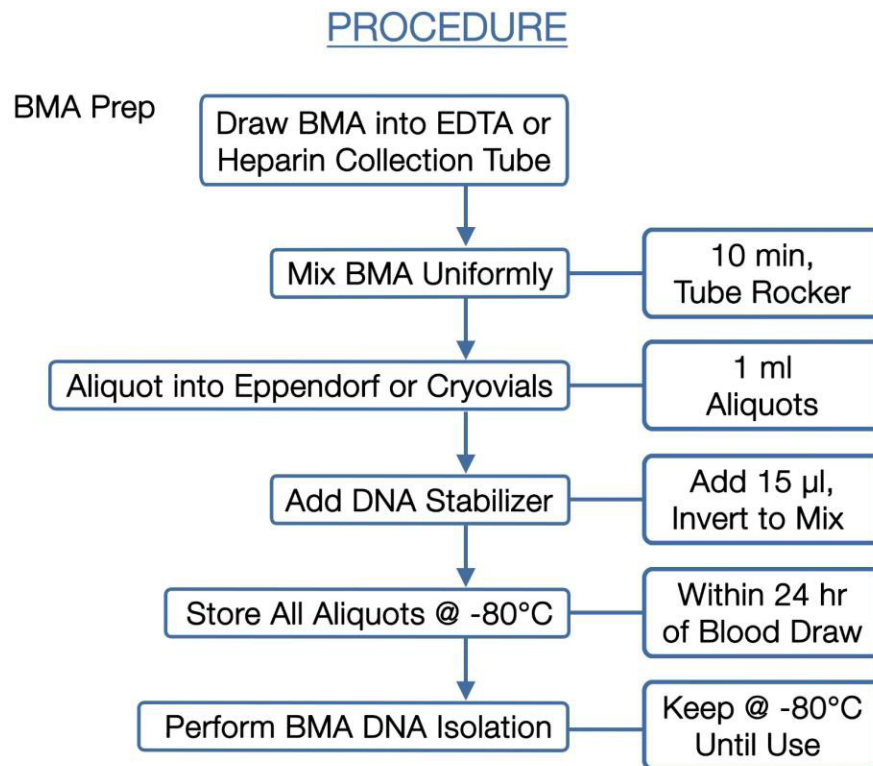 PROCEDURE
BMA Prep
Draw BMA into EDTA or
Heparin Collection Tube
Mix BMA Uniformly
10 min,
Tube Rocker
Aliquot into Eppendorf or Cryovials
1 ml
Aliquots
Add DNA Stabilizer
Add 15 µl,
Invert to Mix
Store All Aliquots @ -80°C
Within 24 hr
of Blood Draw
Perform BMA DNA Isolation
Keep @ -80°C
Until Use